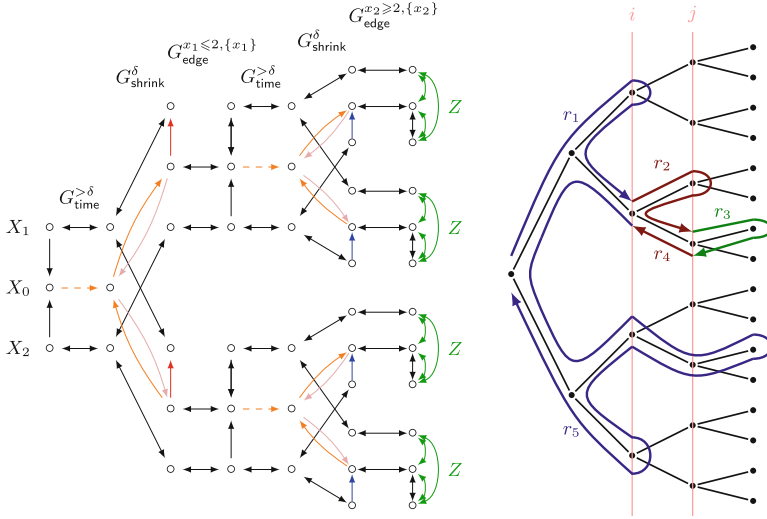 G^{x_2⩾2,{x_2}}_{edge}
G^δ_{shrink}
G^{x_1⩽2,{x_1}}_{edge}
G^δ_{shrink}
G^{>δ}_{time}
G^{>δ}_{time}
X_1
X_0
X_2
Z
Z
Z
Z
i
j
r_1
r_2
r_3
r_4
r_5